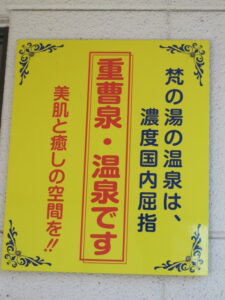 梵の湯の温泉は、
濃度国内屈指
重曹泉・温泉です
美肌と癒しの空間を!!